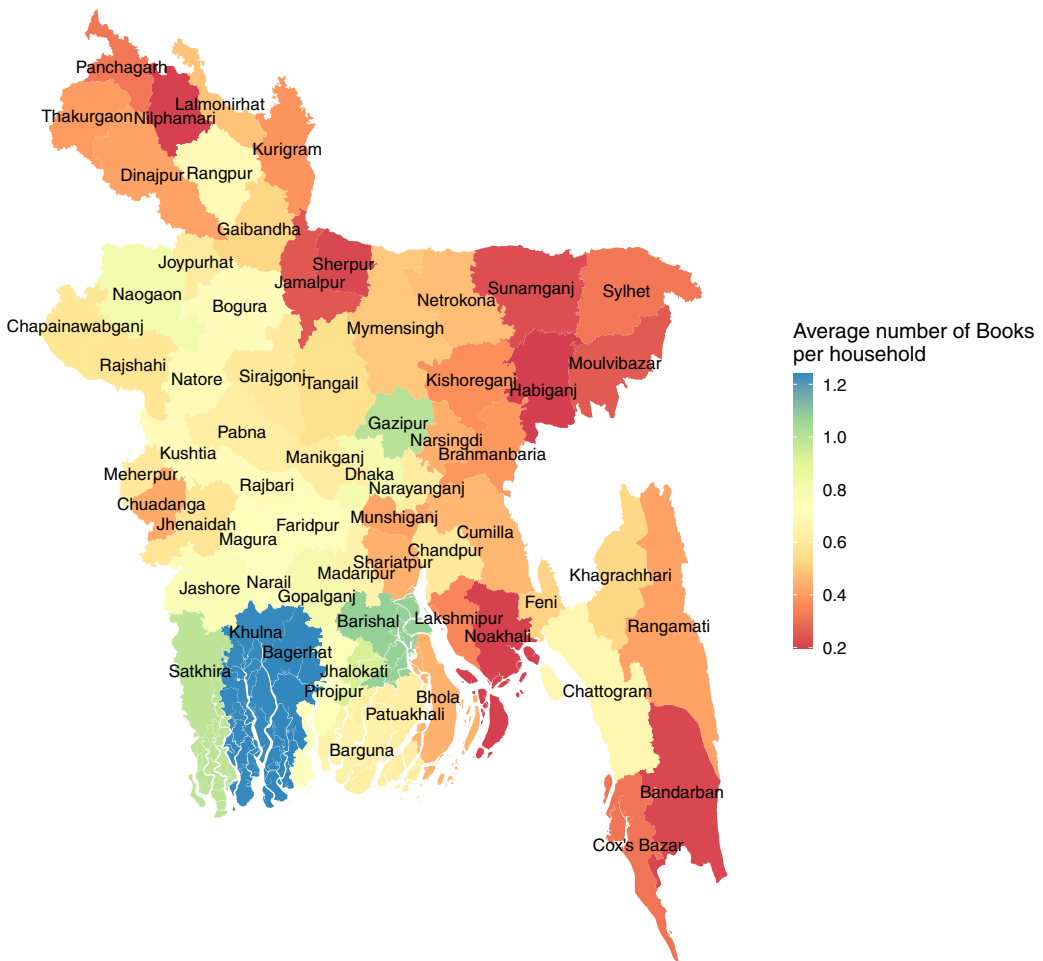 Panchagarh
Lalmonirhat
Thakurgaon
Nilphamari
Kurigram
Dinajpur
Rangpur
Gaibandha
Joypurhat
Sherpur
Jamalpur
Naogaon
Bogura
Netrokona
Sunamganj
Sylhet
Chapainawabganj
Mymensingh
Rajshahi
Natore
Sirajgonj
Tangail
Kishoreganj
Moulvibazar
Habiganj
Gazipur
Pabna
Narsingdi
Kushtia
Manikganj
Brahmanbaria
Meherpur
Dhaka
Rajbari
Narayanganj
Chuadanga
Jhenaidah
Faridpur
Munshiganj
Magura
Cumilla
Chandpur
Shariatpur
Madaripur
Khagrachhari
Jashore
Narail
Gopalganj
Feni
Barishal
Lakshmipur
Rangamati
Khulna
Noakhali
Bagerhat
Satkhira
Jhalokati
Pirojpur
Bhola
Chattogram
Patuakhali
Barguna
Bandarban
Cox's Bazar
Average number of Books
per household
1.2
1.0
0.8
0.6
0.4
0.2